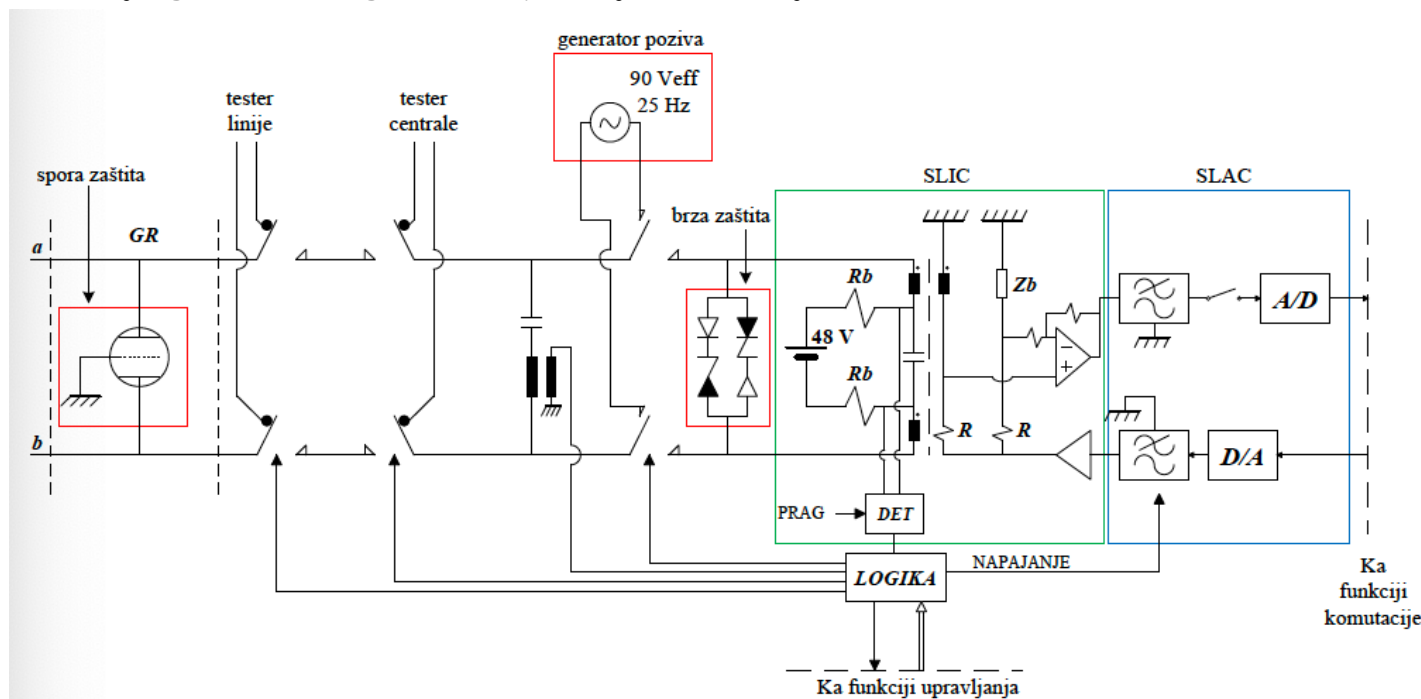 generator poziva
90 Veff
25 Hz
tester
linije
tester
centrale
spora zaštita
SLIC
SLAC
brza zaštita
GR
a
Rb
Zb
A/D
48 V
Rb
b
R
R
D/A
PRAG
DET
NAPAJANJE
LOGIKA
Ka
funkciji
komutacije
Ka funkciji upravljanja